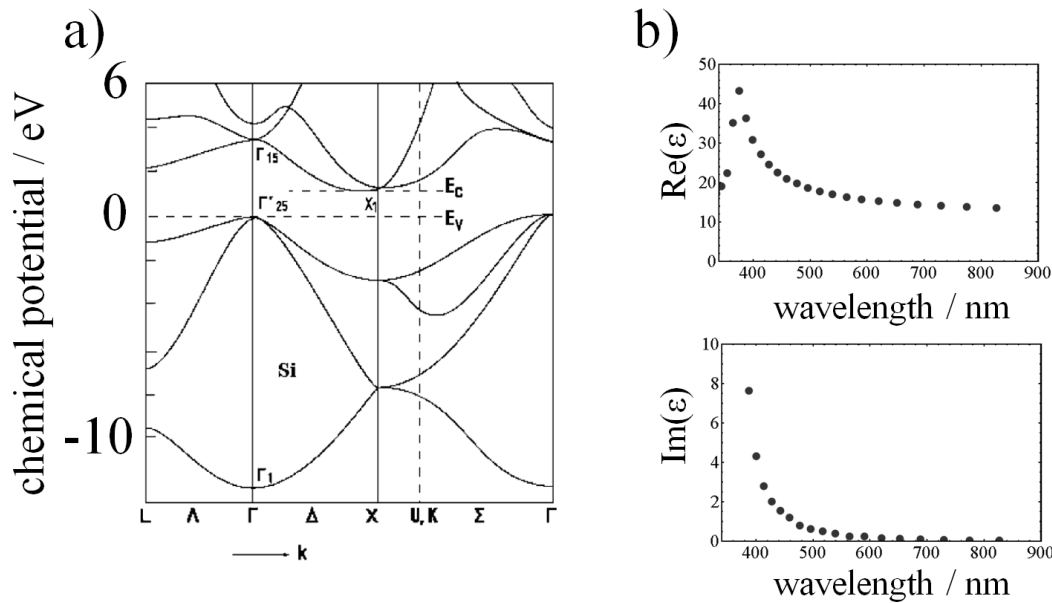 a)
chemical potential / eV
6
0
-10
Γ15
Γ'25
X1
EC
EV
Si
Γ1
L Λ Γ Δ X U,K Σ Γ
k
b)
Re(ε)
50
40
30
20
10
0
400 500 600 700 800 900
wavelength / nm
Im(ε)
10
8
6
4
2
0
400 500 600 700 800 900
wavelength / nm